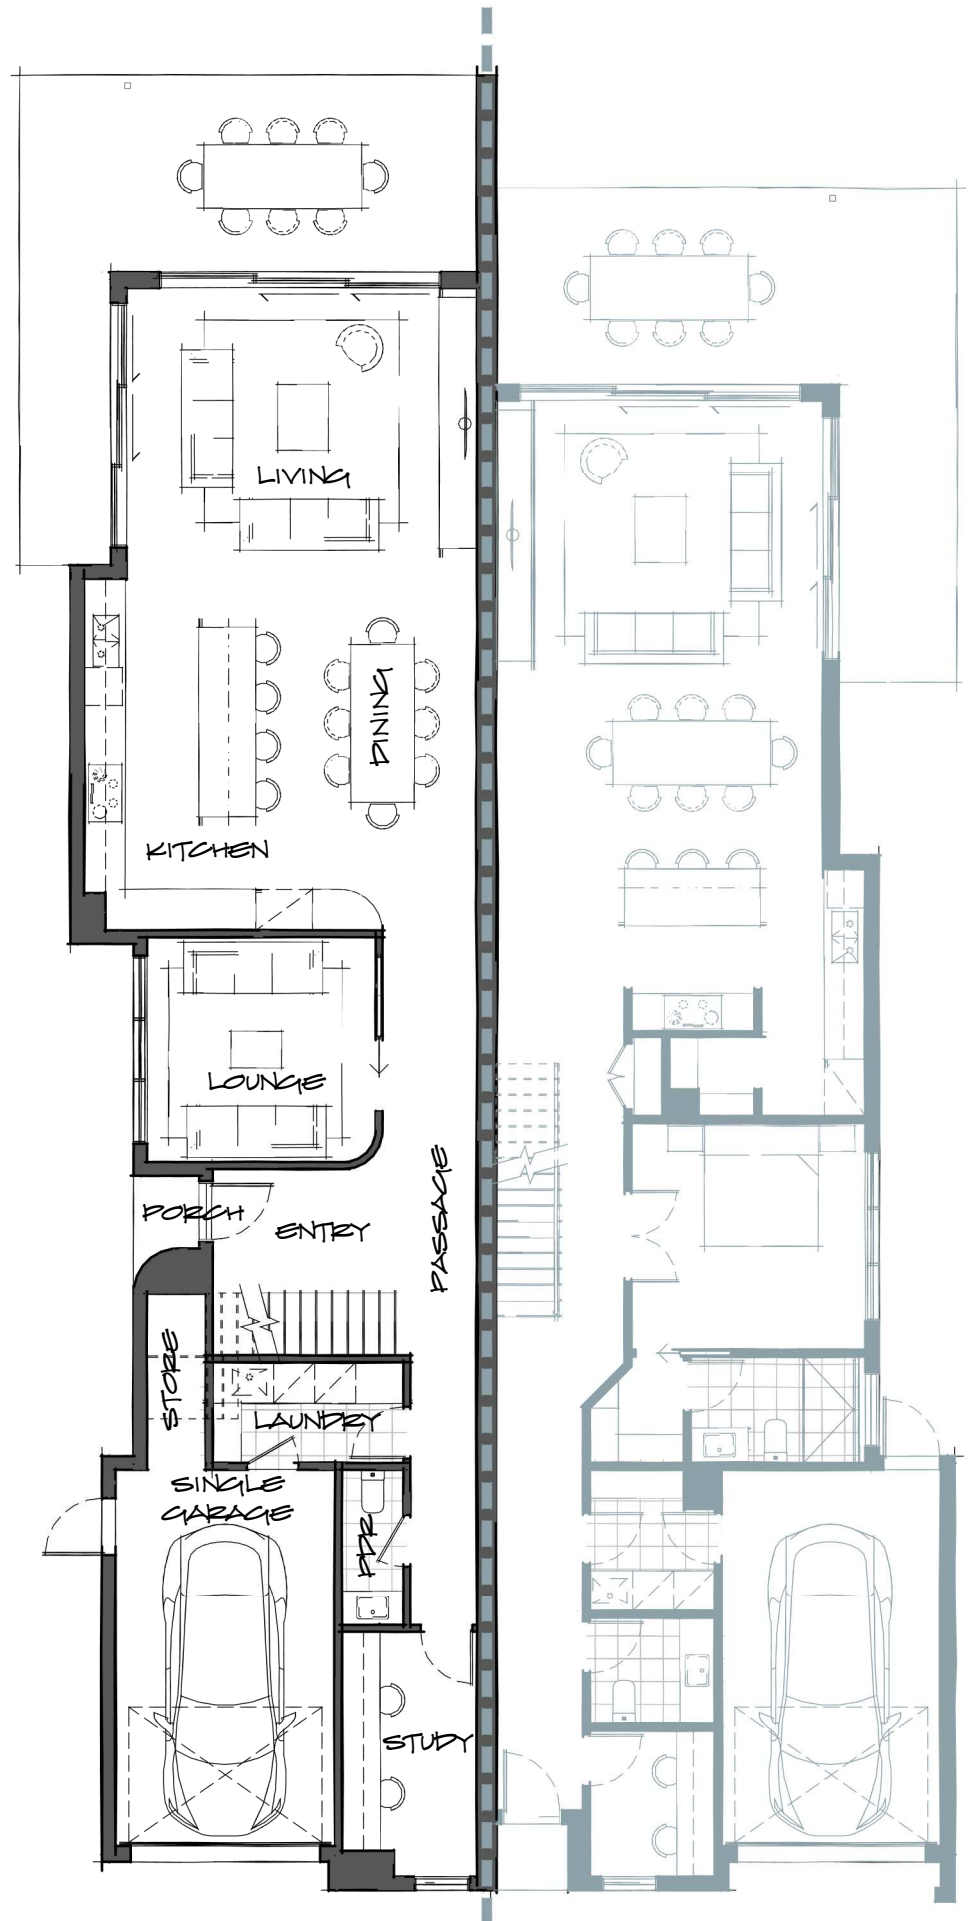 LIVING
DINING
KITCHEN
LOUNGE
PASSAGE
PORCH
ENTRY
STORE
LAUNDRY
SINGLE
GARAGE
PDR
STUDY